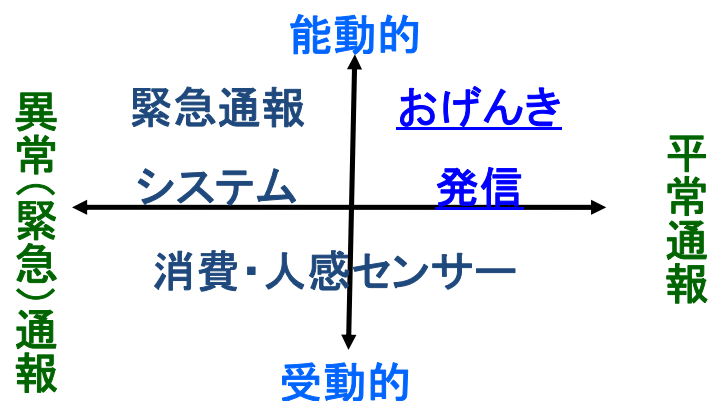 能動的
緊急通報
システム
おげんき
発信
異常（緊急）通報
平常通報
消費・人感センサー
受動的